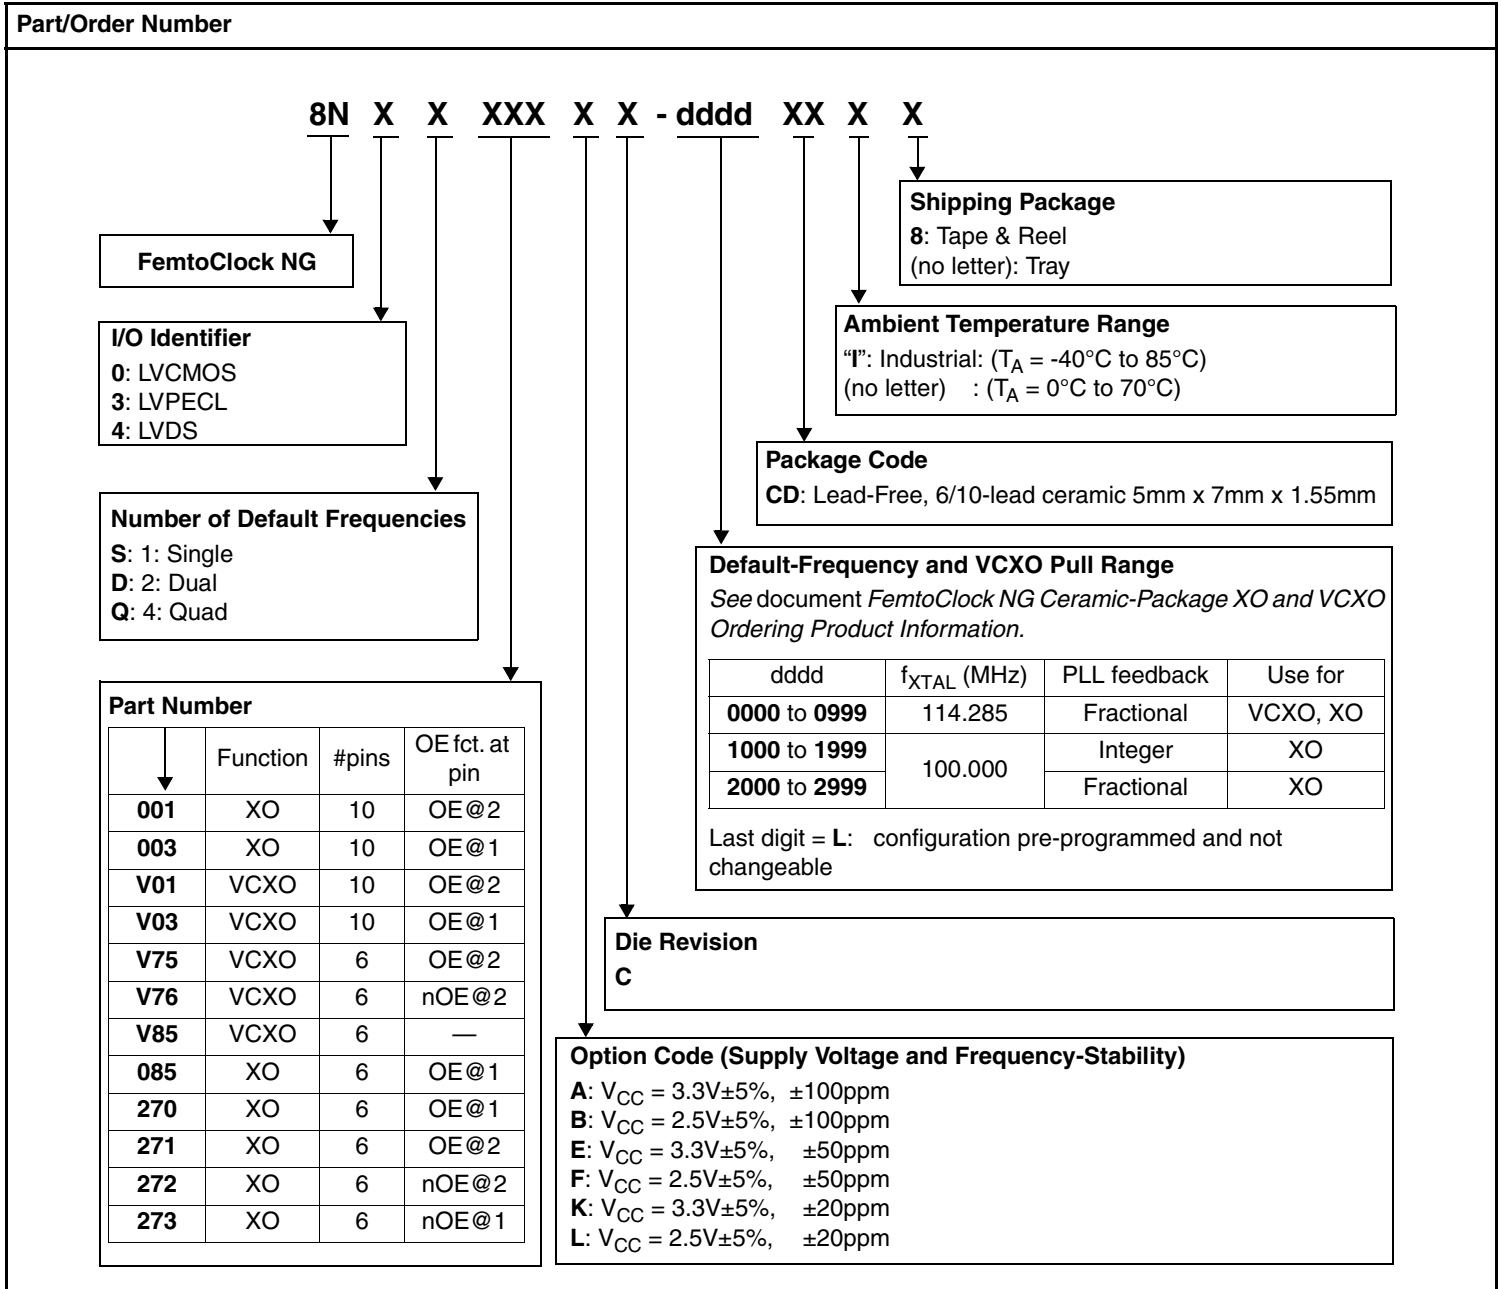 Part/Order Number
8N X X XXX X X - dddd XX X X
Shipping Package
8: Tape & Reel
(no letter): Tray
FemtoClock NG
Ambient Temperature Range
“I”: Industrial: (TA = -40°C to 85°C)
(no letter) : (TA = 0°C to 70°C)
I/O Identifier
0: LVCMOS
3: LVPECL
4: LVDS
Package Code
CD: Lead-Free, 6/10-lead ceramic 5mm x 7mm x 1.55mm
Number of Default Frequencies
S: 1: Single
D: 2: Dual
Q: 4: Quad
Default-Frequency and VCXO Pull Range
See document FemtoClock NG Ceramic-Package XO and VCXO
Ordering Product Information.
dddd fXTAL (MHz) PLL feedback Use for
0000 to 0999 114.285 Fractional VCXO, XO
1000 to 1999 100.000 Integer XO
2000 to 2999 Fractional XO
Last digit = L: configuration pre-programmed and not
changeable
Part Number
Function #pins OE fct. at
pin
001 XO 10 OE@2
003 XO 10 OE@1
V01 VCXO 10 OE@2
V03 VCXO 10 OE@1
V75 VCXO 6 OE@2
V76 VCXO 6 nOE@2
V85 VCXO 6 —
085 XO 6 OE@1
270 XO 6 OE@1
271 XO 6 OE@2
272 XO 6 nOE@2
273 XO 6 nOE@1
Die Revision
C
Option Code (Supply Voltage and Frequency-Stability)
A: VCC = 3.3V±5%, ±100ppm
B: VCC = 2.5V±5%, ±100ppm
E: VCC = 3.3V±5%, ±50ppm
F: VCC = 2.5V±5%, ±50ppm
K: VCC = 3.3V±5%, ±20ppm
L: VCC = 2.5V±5%, ±20ppm